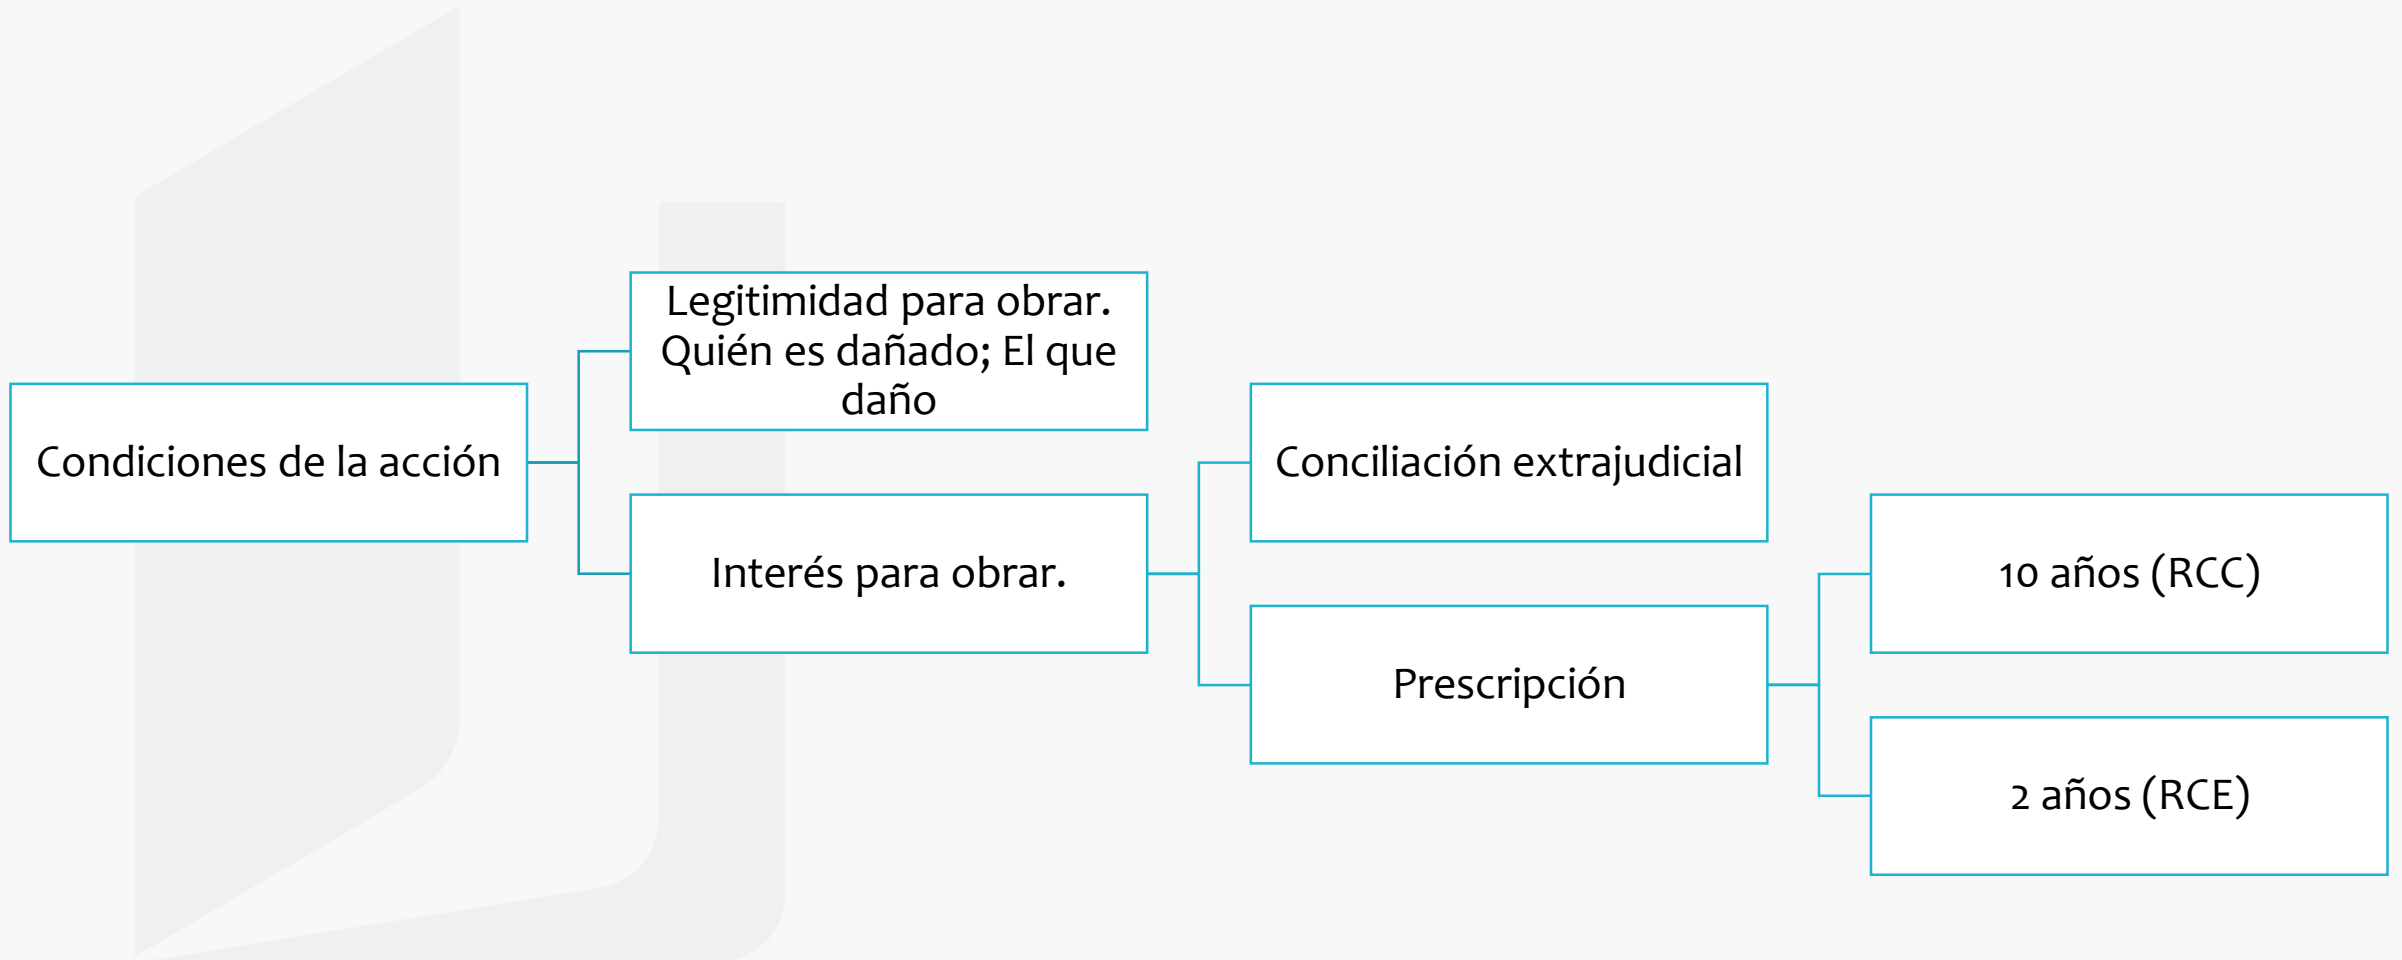 Condiciones de la acción
Legitimidad para obrar.
Quién es dañado; El que
daño
Interés para obrar.
Conciliación extrajudicial
Prescripción
10 años (RCC)
2 años (RCE)